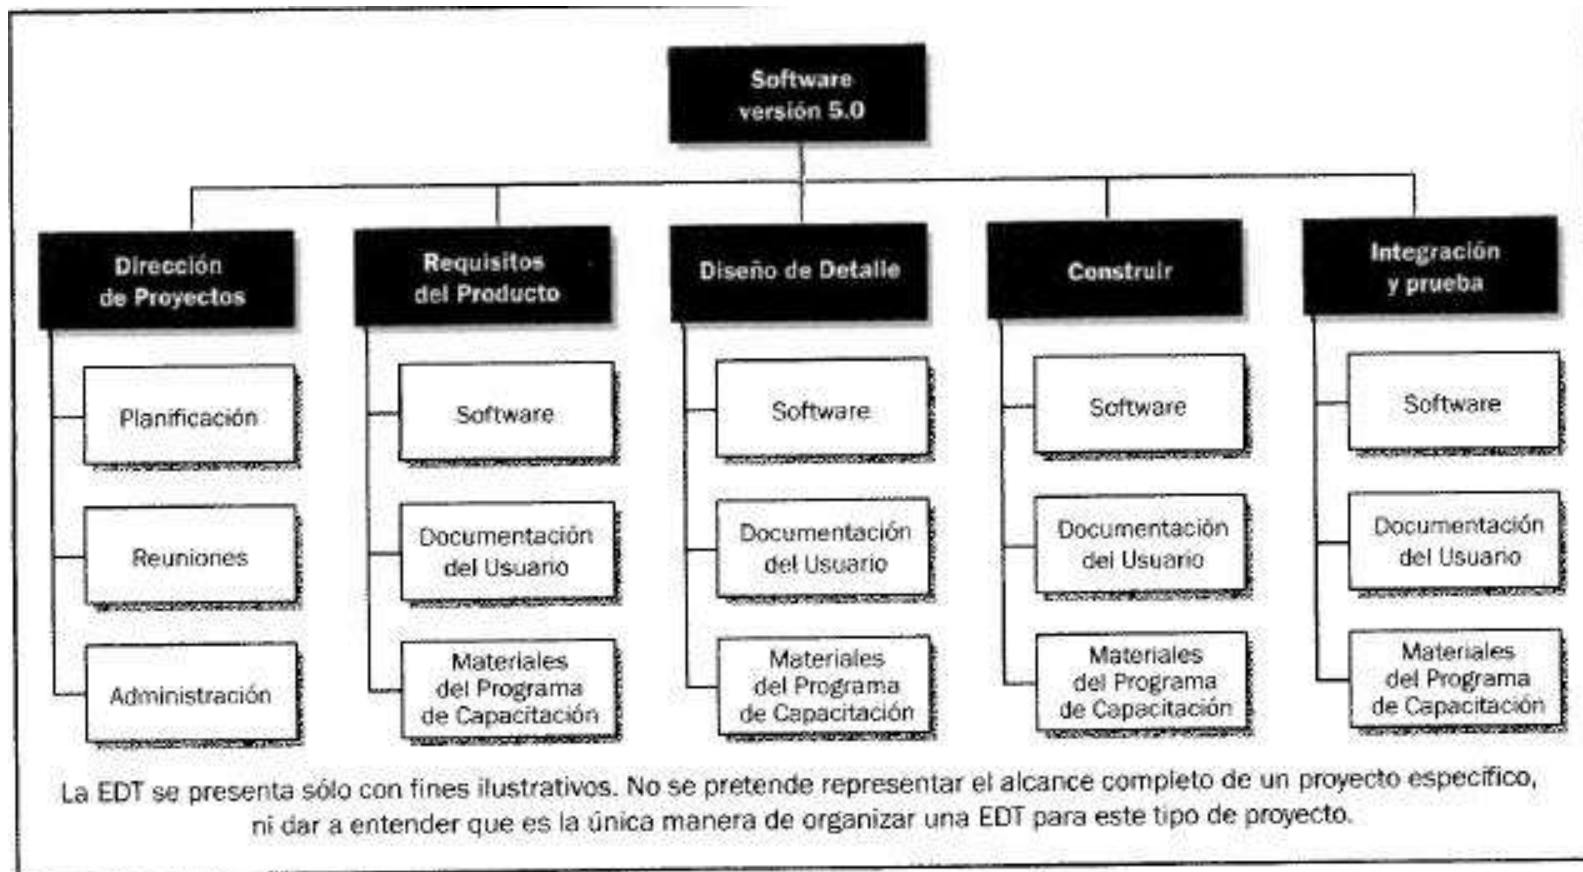 Software
versión 5.0
Dirección
de Proyectos
Requisitos
del Producto
Diseño de Detalle
Construir
Integración
y prueba
Planificación
Software
Software
Software
Software
Reuniones
Documentación
del Usuario
Documentación
del Usuario
Documentación
del Usuario
Documentación
del Usuario
Administración
Materiales
del Programa
de Capacitación
Materiales
del Programa
de Capacitación
Materiales
del Programa
de Capacitación
Materiales
del Programa
de Capacitación
La EDT se presenta sólo con fines ilustrativos. No se pretende representar el alcance completo de un proyecto específico,
ni dar a entender que es la única manera de organizar una EDT para este tipo de proyecto.